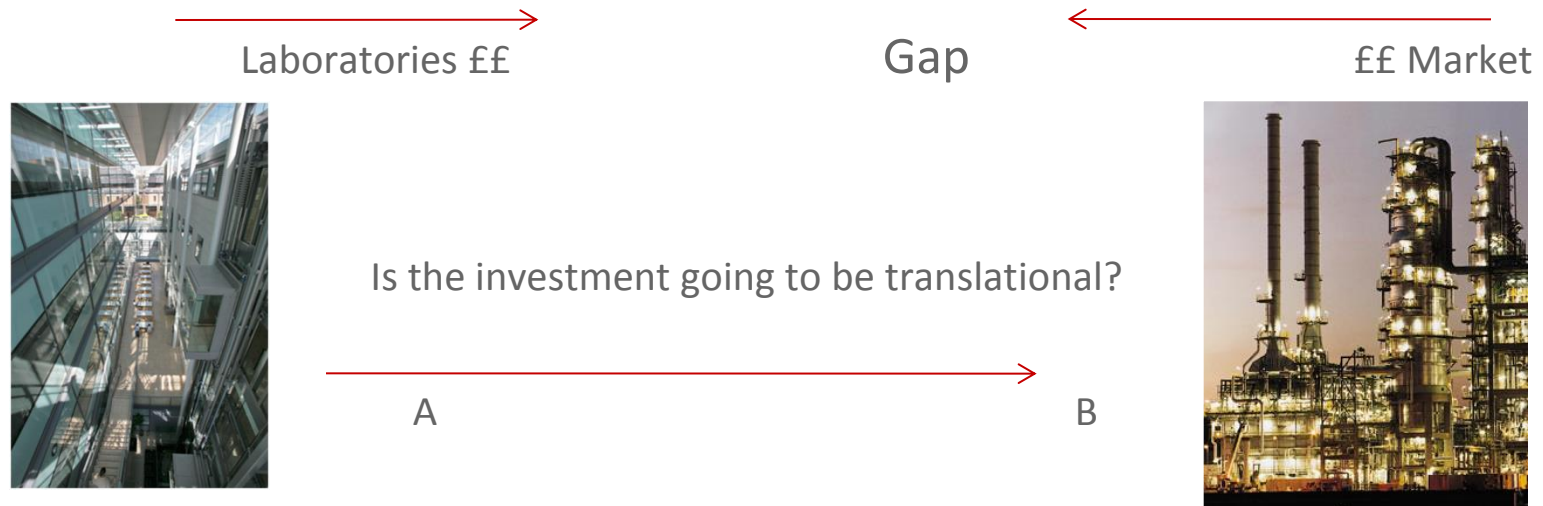 Laboratories ££ Gap ££ Market
Is the investment going to be translational?
A B